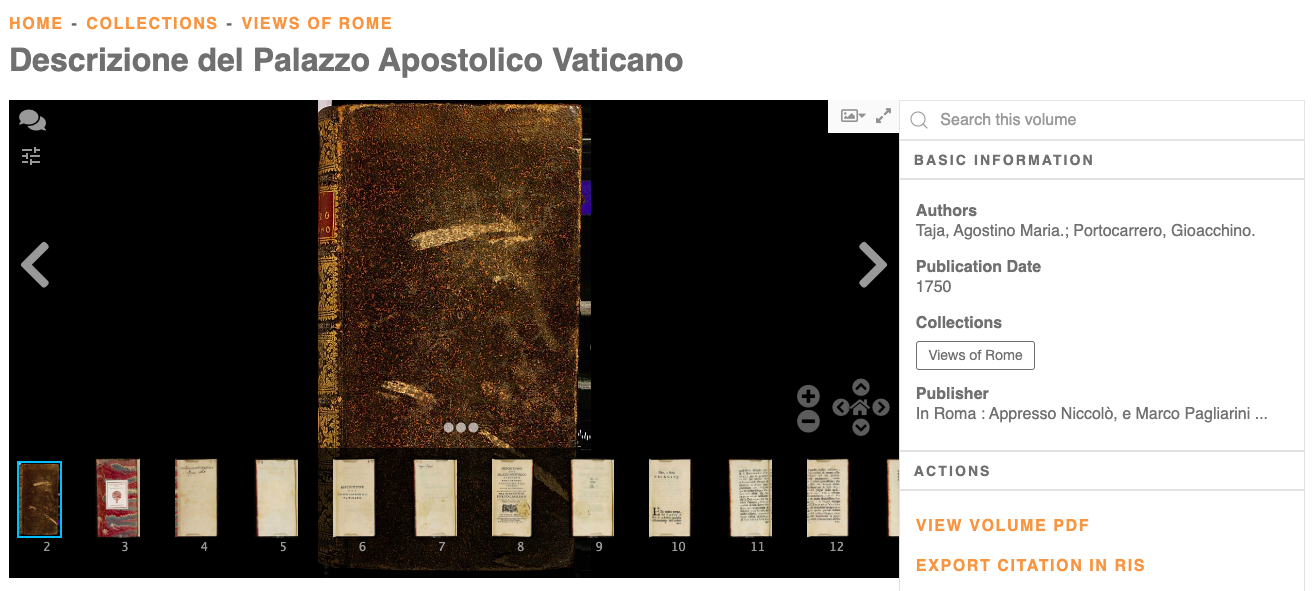 HOME - COLLECTIONS - VIEWS OF ROME
Descrizione del Palazzo Apostolico Vaticano
Search this volume
BASIC INFORMATION
Authors
Taja, Agostino Maria.; Portocarrero, Gioacchino.
Publication Date
1750
Collections
Views of Rome
Publisher
In Roma : Appresso Niccolò, e Marco Pagliarini ...
ACTIONS
VIEW VOLUME PDF
EXPORT CITATION IN RIS
2
3
4
5
6
7
8
9
10
11
12